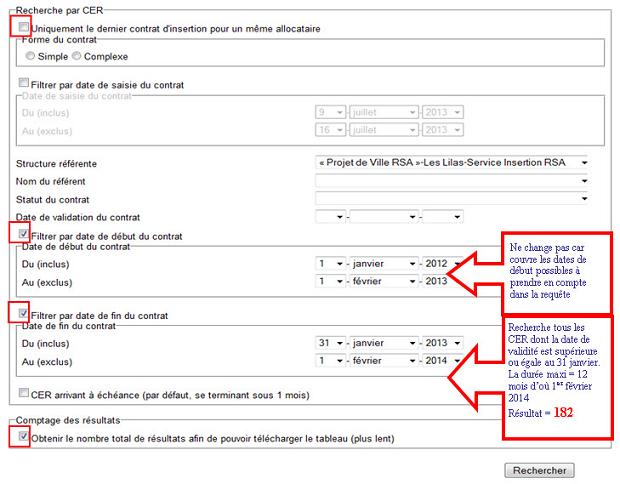 Recherche par CER
Uniquement le dernier contrat d'insertion pour un même allocataire
Forme du contrat
Simple Complexe
Filtrer par date de saisie du contrat
Date de saisie du contrat
Du (inclus) 9 - juillet - 2013
Au (exclus) 16 - juillet - 2013
Structure référente « Projet de Ville RSA »-Les Lilas-Service Insertion RSA
Nom du référent
Statut du contrat
Date de validation du contrat - -
Filtrer par date de début du contrat
Date de début du contrat
Du (inclus) 1 - janvier - 2012
Au (exclus) 1 - février - 2013
Ne change pas car
couvre les dates de
début possibles à
prendre en compte
dans la requête
Filtrer par date de fin du contrat
Date de fin du contrat
Du (inclus) 31 - janvier - 2013
Au (exclus) 1 - février - 2014
Recherche tous les
CER dont la date de
validité est supérieure
ou égale au 31 janvier.
La durée maxi = 12
mois d'où 1er février
2014
Résultat = 182
CER arrivant à échéance (par défaut, se terminant sous 1 mois)
Comptage des résultats
Obtenir le nombre total de résultats afin de pouvoir télécharger le tableau (plus lent)
Rechercher